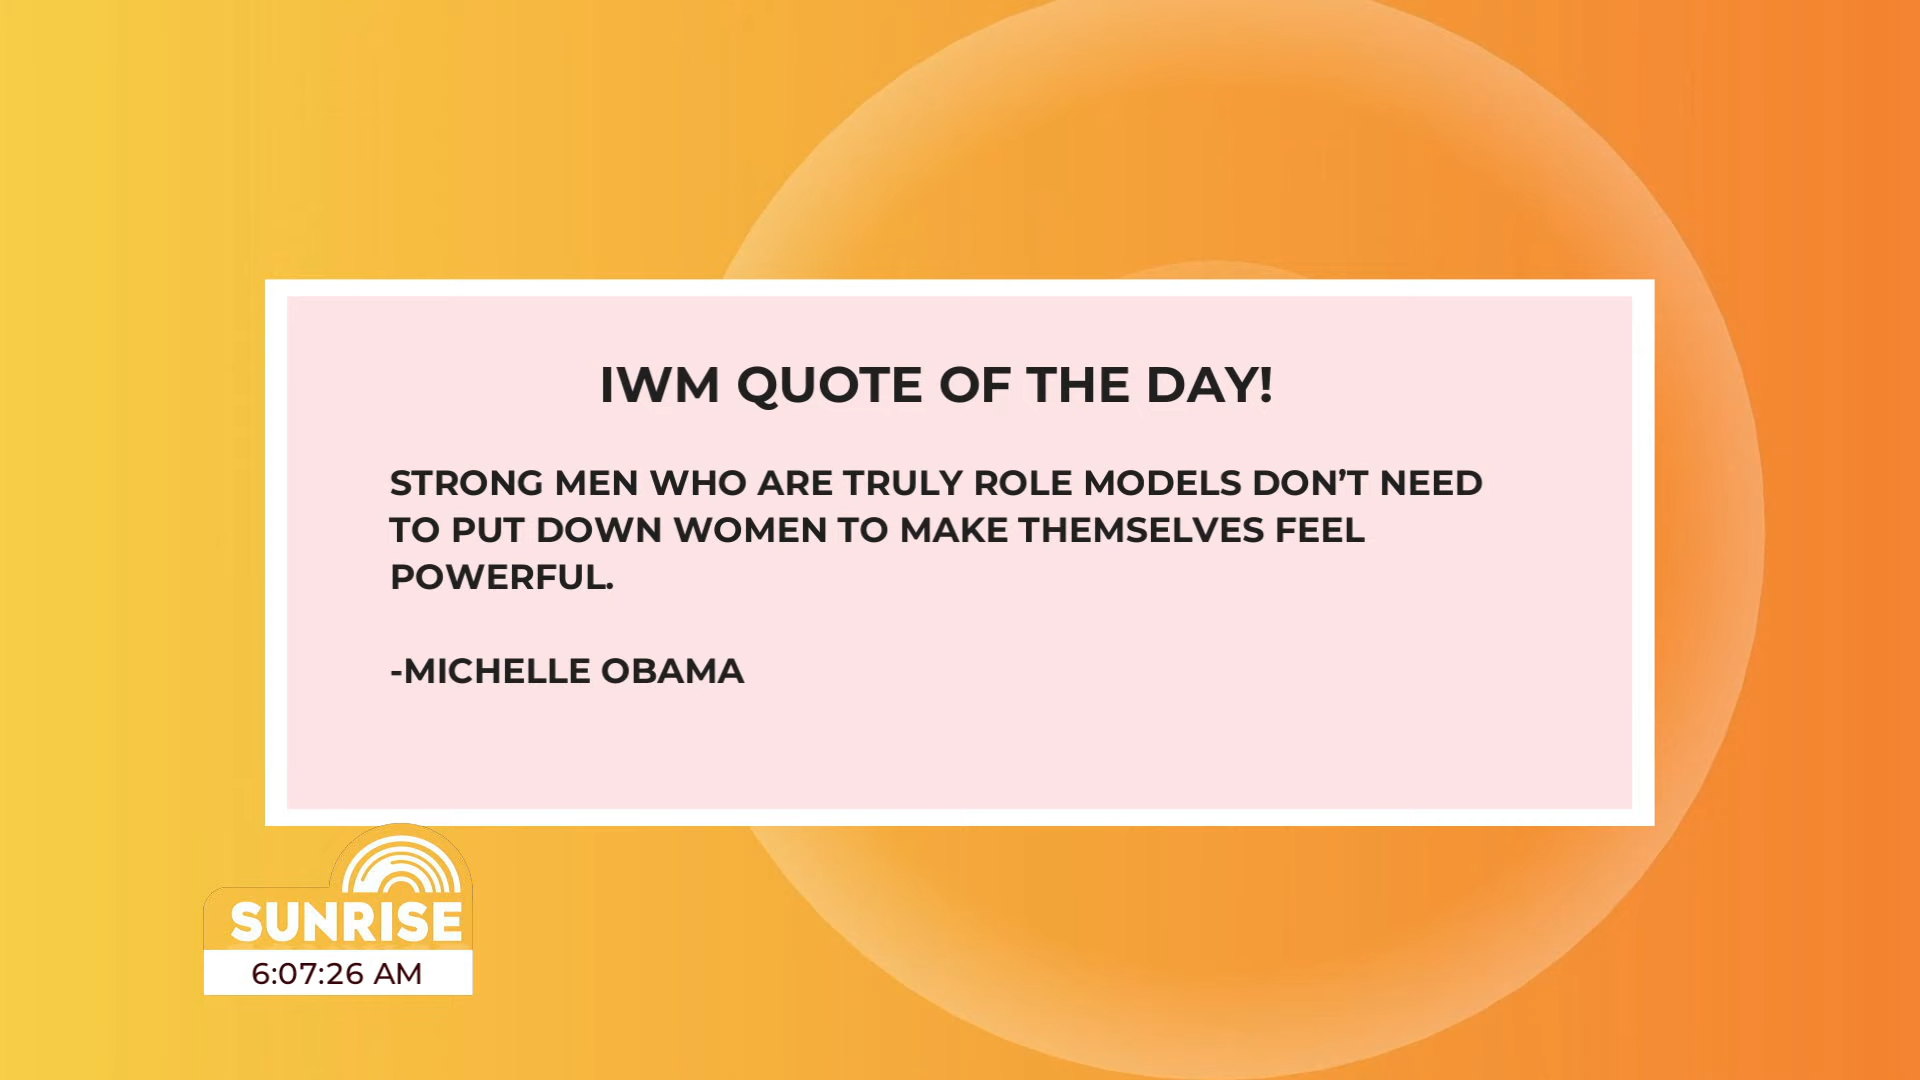 IWM QUOTE OF THE DAY!
STRONG MEN WHO ARE TRULY ROLE MODELS DON’T NEED
TO PUT DOWN WOMEN TO MAKE THEMSELVES FEEL
POWERFUL.
-MICHELLE OBAMA
SUNRISE
6:07:26 AM